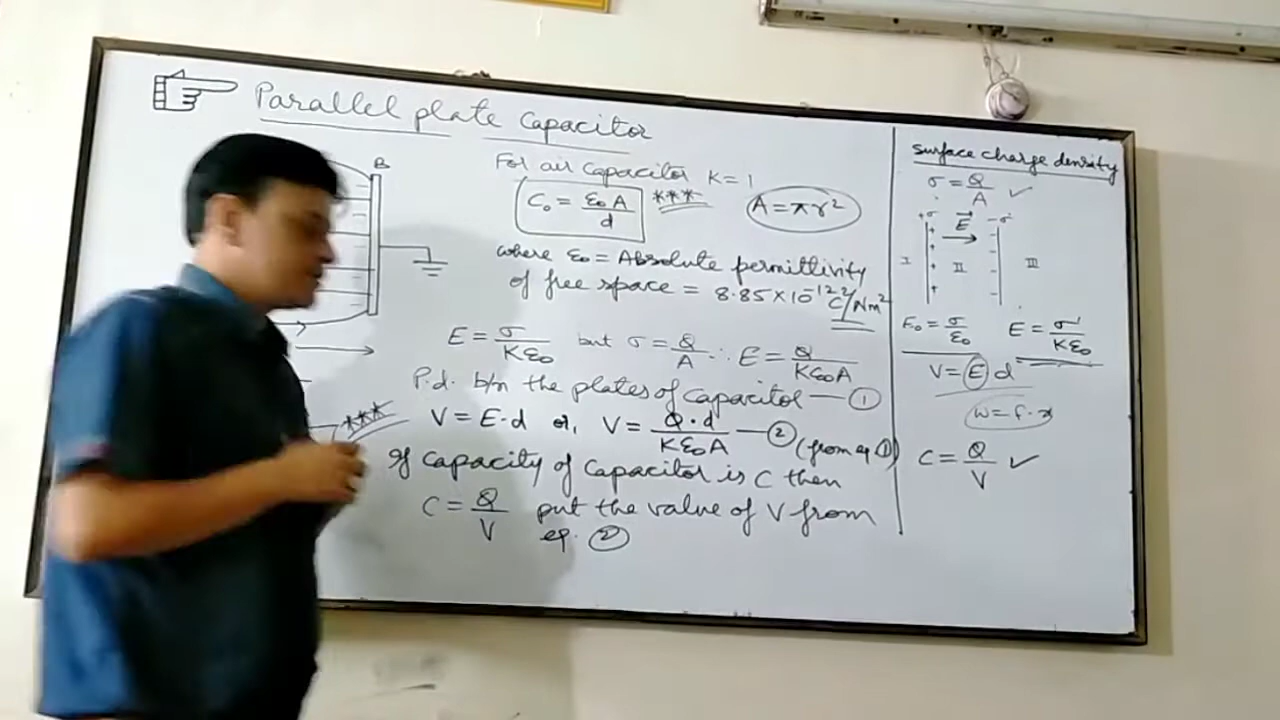 Parallel plate Capacitor
B
For air capacitor K = 1
C₀ = ε₀A/d ***
A = πr²
where ε₀ = Absolute permittivity
of free space = 8.85 × 10⁻¹² C²/Nm²
E = σ/Kε₀ but σ = Q/A ∴ E = Q/Kε₀A
P.d. b/n the plates of capacitor — ①
*** V = E·d or, V = Q·d/Kε₀A — ② (from eq ①)
If capacity of Capacitor is C then
C = Q/V put the value of V from
eq. ②
surface charge density
σ = Q/A ✓
+σ E⃗ -σ
I II III
E₀ = σ/ε₀ E = σ/Kε₀
V = E d
W = F·x
C = Q/V ✓